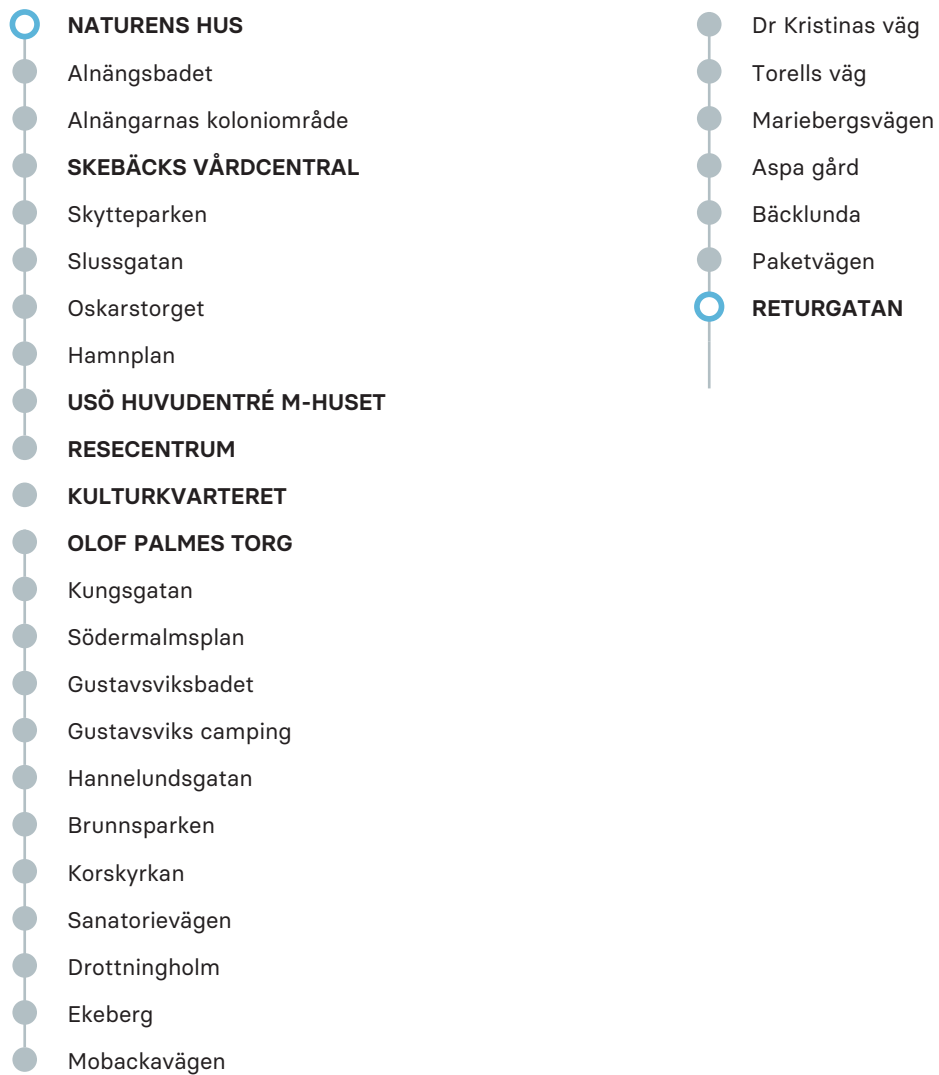 NATURENS HUS
Alnängsbadet
Alnängarnas koloniområde
SKEBÄCKS VÅRDCENTRAL
Skytteparken
Slussgatan
Oskarstorget
Hamnplan
USÖ HUVUDENTRÉ M-HUSET
RESECENTRUM
KULTURKVARTERET
OLOF PALMES TORG
Kungsgatan
Södermalmsplan
Gustavsviksbadet
Gustavsviks camping
Hannelundsgatan
Brunnsparken
Korskyrkan
Sanatorievägen
Drottningholm
Ekeberg
Mobackavägen
Dr Kristinas väg
Torells väg
Mariebergsvägen
Aspa gård
Bäcklunda
Paketvägen
RETURGATAN